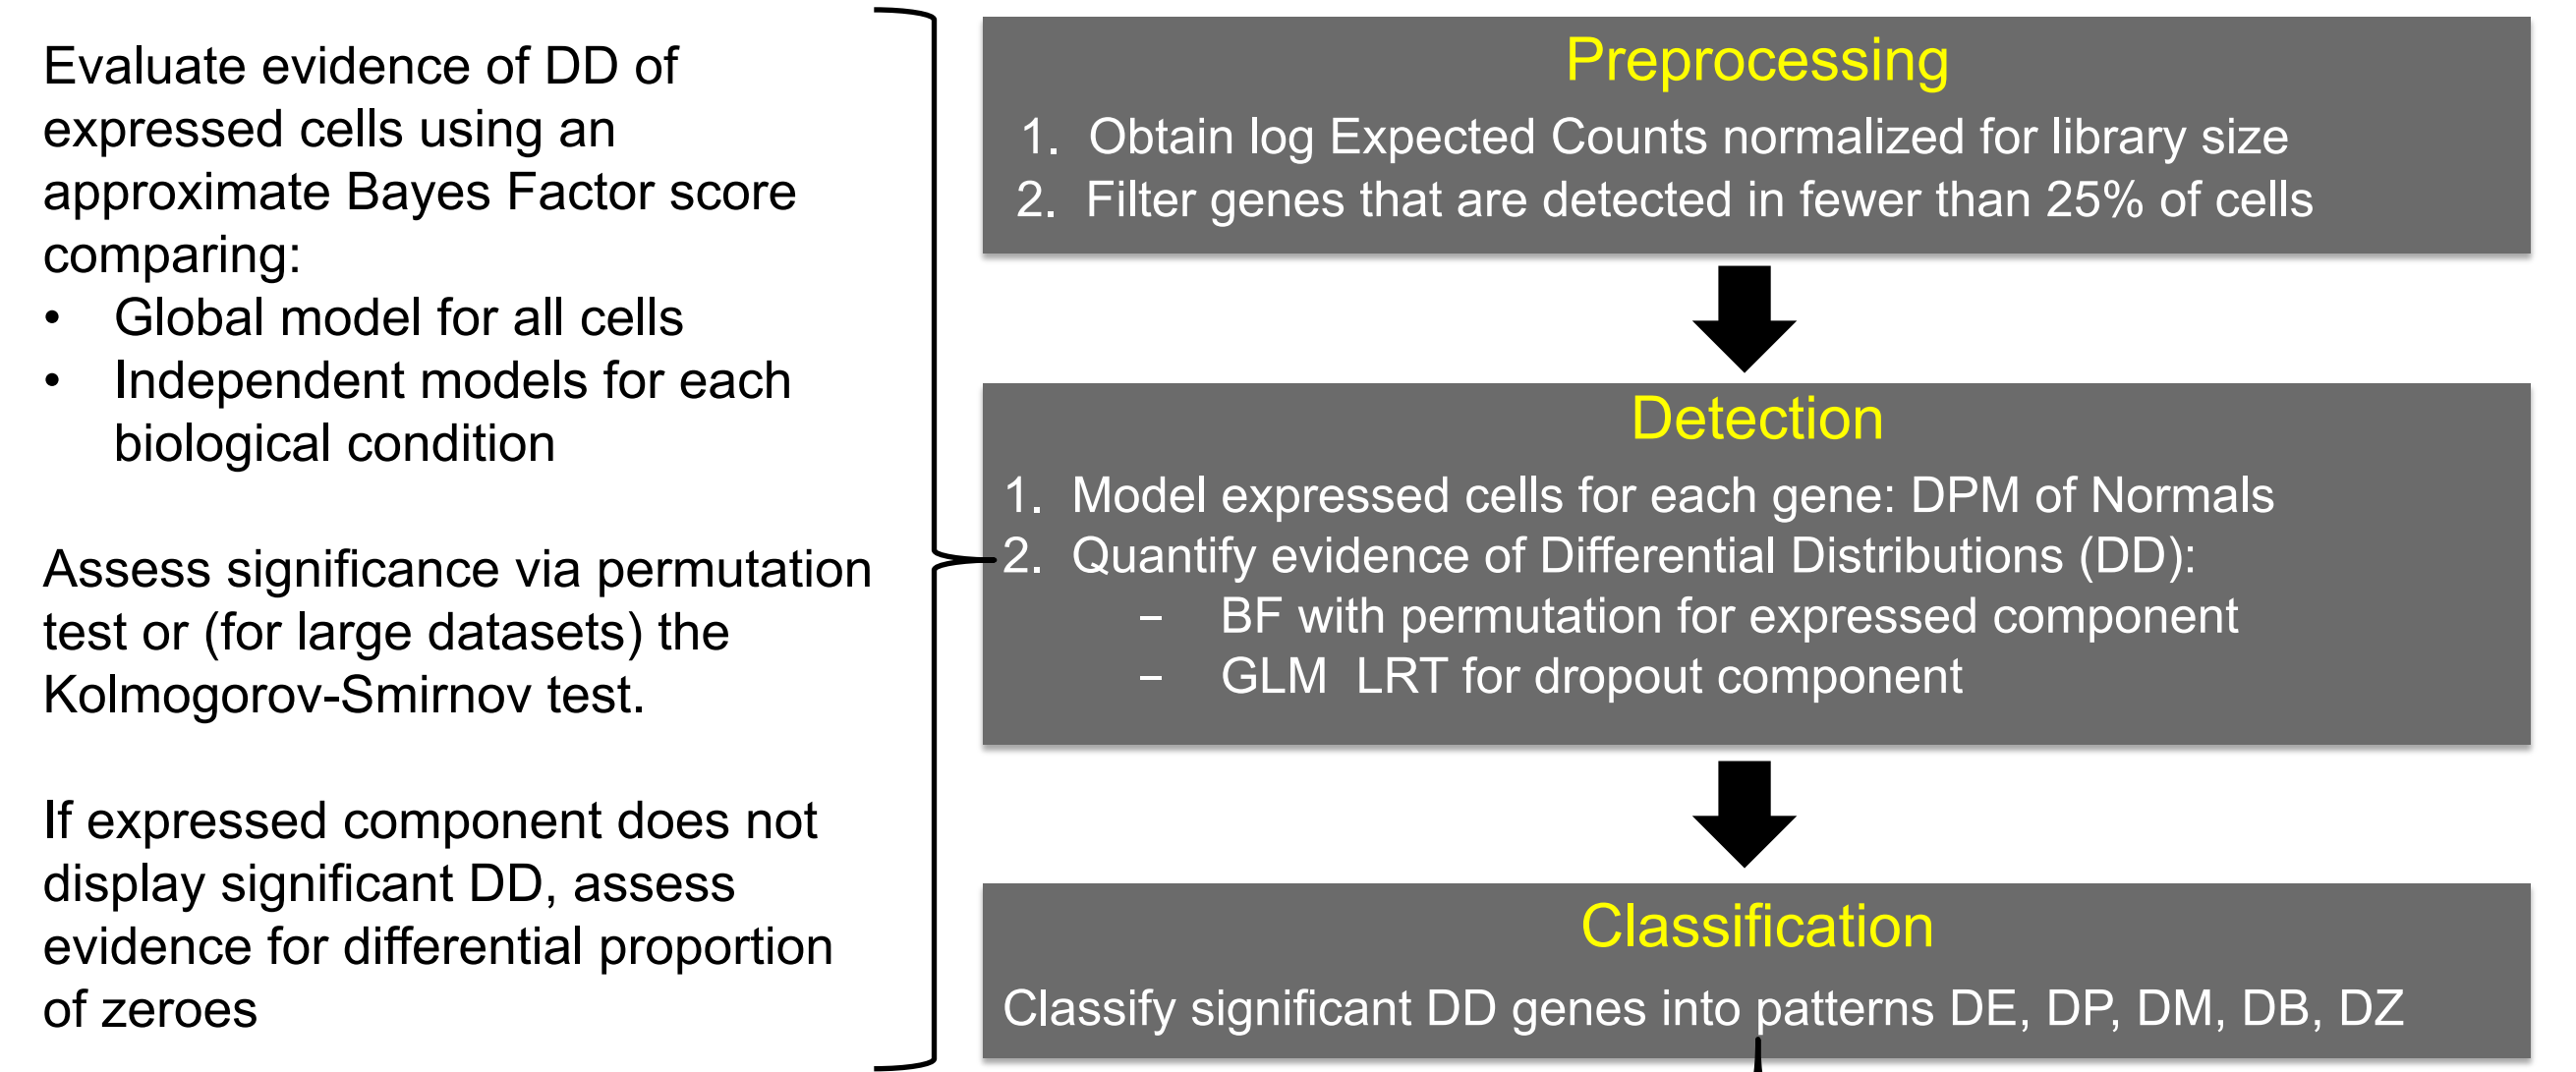 Evaluate evidence of DD of
expressed cells using an
approximate Bayes Factor score
comparing:
• Global model for all cells
• Independent models for each
biological condition
Assess significance via permutation
test or (for large datasets) the
Kolmogorov-Smirnov test.
If expressed component does not
display significant DD, assess
evidence for differential proportion
of zeroes
Preprocessing
1. Obtain log Expected Counts normalized for library size
2. Filter genes that are detected in fewer than 25% of cells
Detection
1. Model expressed cells for each gene: DPM of Normals
2. Quantify evidence of Differential Distributions (DD):
– BF with permutation for expressed component
– GLM LRT for dropout component
Classification
Classify significant DD genes into patterns DE, DP, DM, DB, DZ